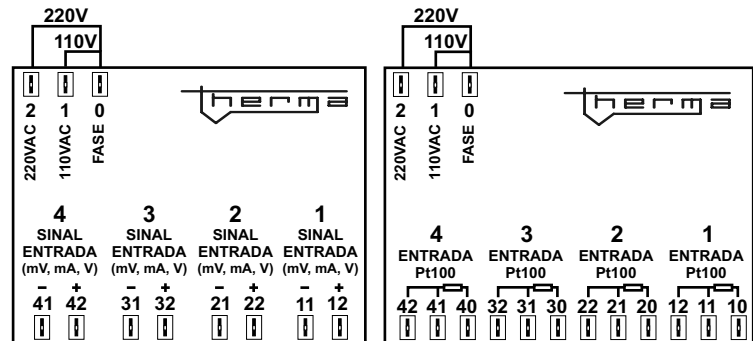 220V
110V
2 1 0
220VAC 110VAC FASE
therma
4 3 2 1
SINAL SINAL SINAL SINAL
ENTRADA ENTRADA ENTRADA ENTRADA
(mV, mA, V) (mV, mA, V) (mV, mA, V) (mV, mA, V)
– + – + – + – +
41 42 31 32 21 22 11 12
220V
110V
2 1 0
220VAC 110VAC FASE
therma
4 3 2 1
ENTRADA ENTRADA ENTRADA ENTRADA
Pt100 Pt100 Pt100 Pt100
42 41 40 32 31 30 22 21 20 12 11 10